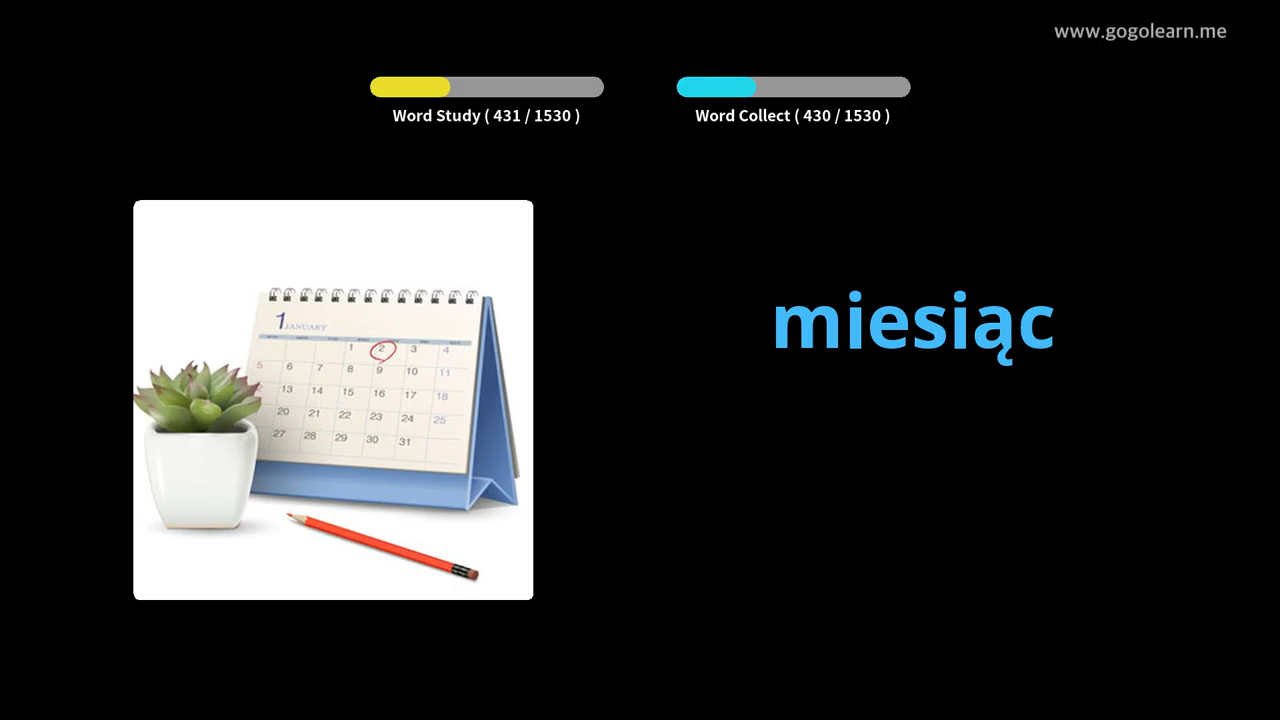 www.gogolearn.me
Word Study ( 431 / 1530 )
Word Collect ( 430 / 1530 )
miesiąc
1 JANUARY
1 2 3 4
5 6 7 8 9 10 11
13 14 15 16 17 18
20 21 22 23 24 25
27 28 29 30 31